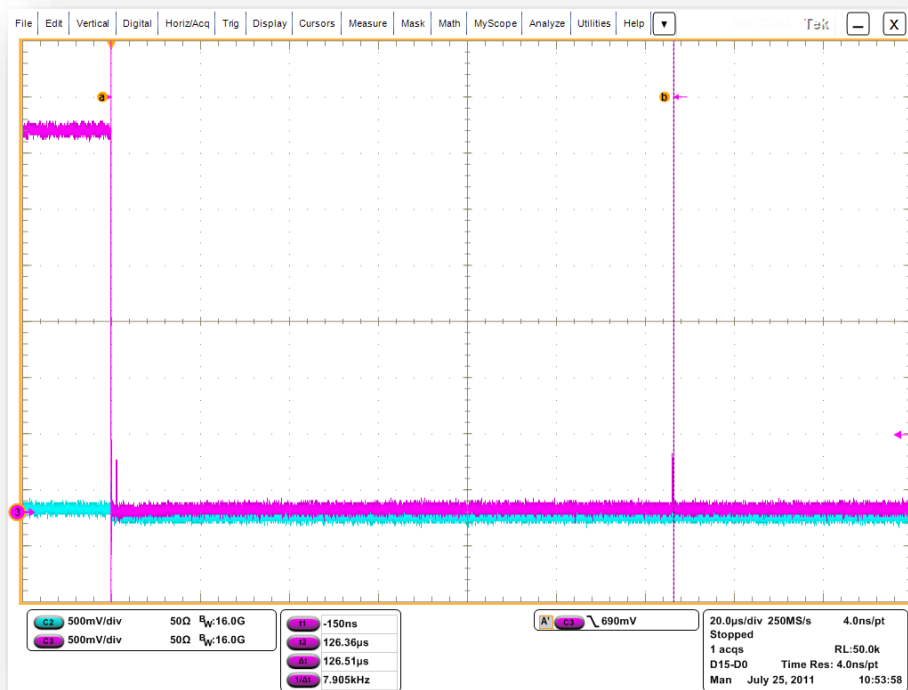 File Edit Vertical Digital Horiz/Acq Trig Display Cursors Measure Mask Math MyScope Analyze Utilities Help Tek X
a b
3
C2 500mV/div 50Ω BW:16.0G
C3 500mV/div 50Ω BW:16.0G
t1 -150ns
t2 126.36µs
Δt 126.51µs
1/Δt 7.905kHz
A' C3 690mV
20.0µs/div 250MS/s 4.0ns/pt
Stopped
1 acqs RL:50.0k
D15-D0 Time Res: 4.0ns/pt
Man July 25, 2011 10:53:58